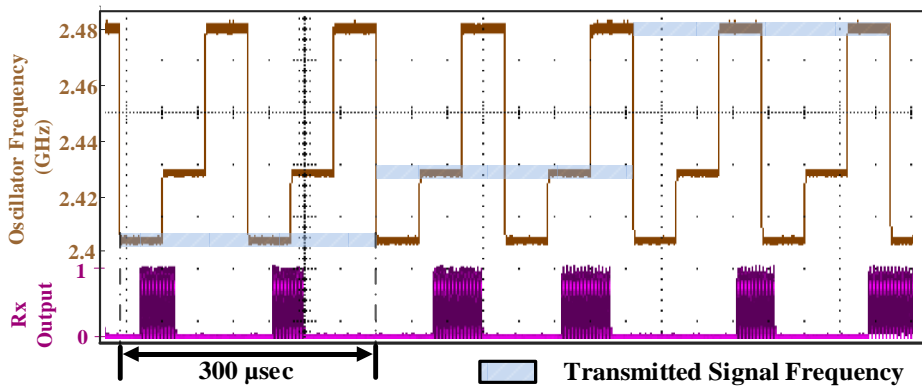 Oscillator Frequency
(GHz)
2.48
2.46
2.44
2.42
2.4
Rx
Output
1
0
300 μsec
Transmitted Signal Frequency